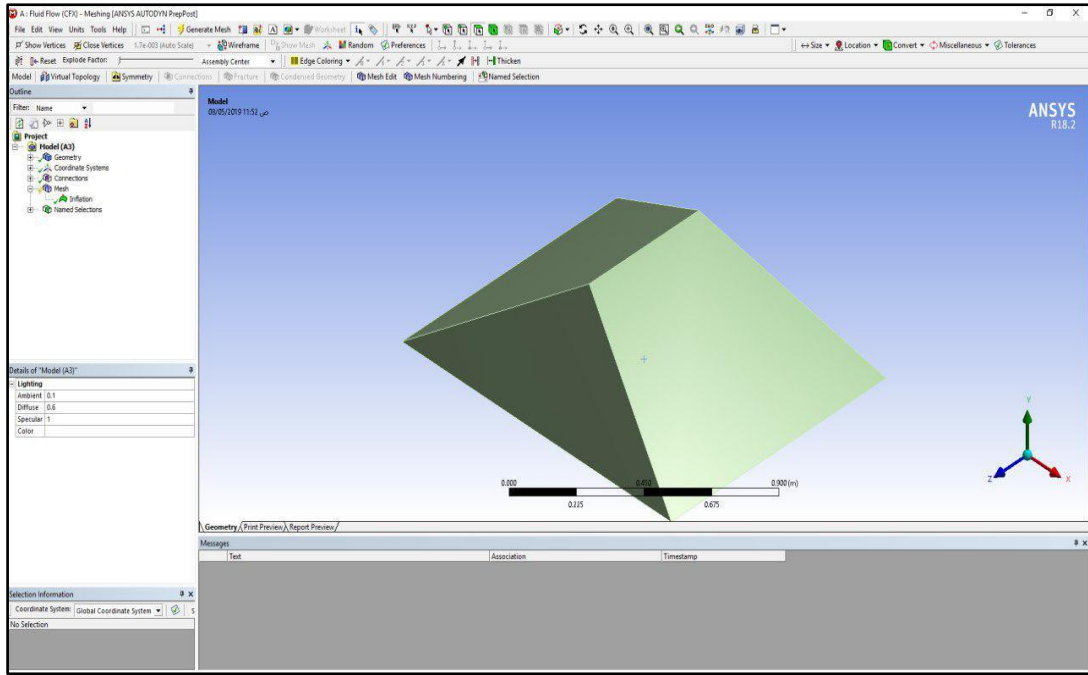 A : Fluid Flow (CFX) - Meshing [ANSYS AUTODYN PrepPost]
File Edit View Units Tools Help Generate Mesh Worksheet
Show Vertices Close Vertices 1.7e-003 (Auto Scale) Wireframe Show Mesh Random Preferences Size Location Convert Miscellaneous Tolerances
Reset Explode Factor: Assembly Center Edge Coloring Thicken
Model Virtual Topology Symmetry Connections Fracture Condensed Geometry Mesh Edit Mesh Numbering Named Selection
Outline
Filter: Name
Project
Model (A3)
Geometry
Coordinate Systems
Connections
Mesh
Inflation
Named Selections
Details of "Model (A3)"
Lighting
Ambient 0.1
Diffuse 0.6
Specular 1
Color
Selection Information
Coordinate System: Global Coordinate System S
No Selection
Model
08/05/2019 11:52 ص
ANSYS
R18.2
Y
Z
X
0.000 0.450 0.900 (m)
0.225 0.675
Geometry Print Preview Report Preview
Messages
Text Association Timestamp